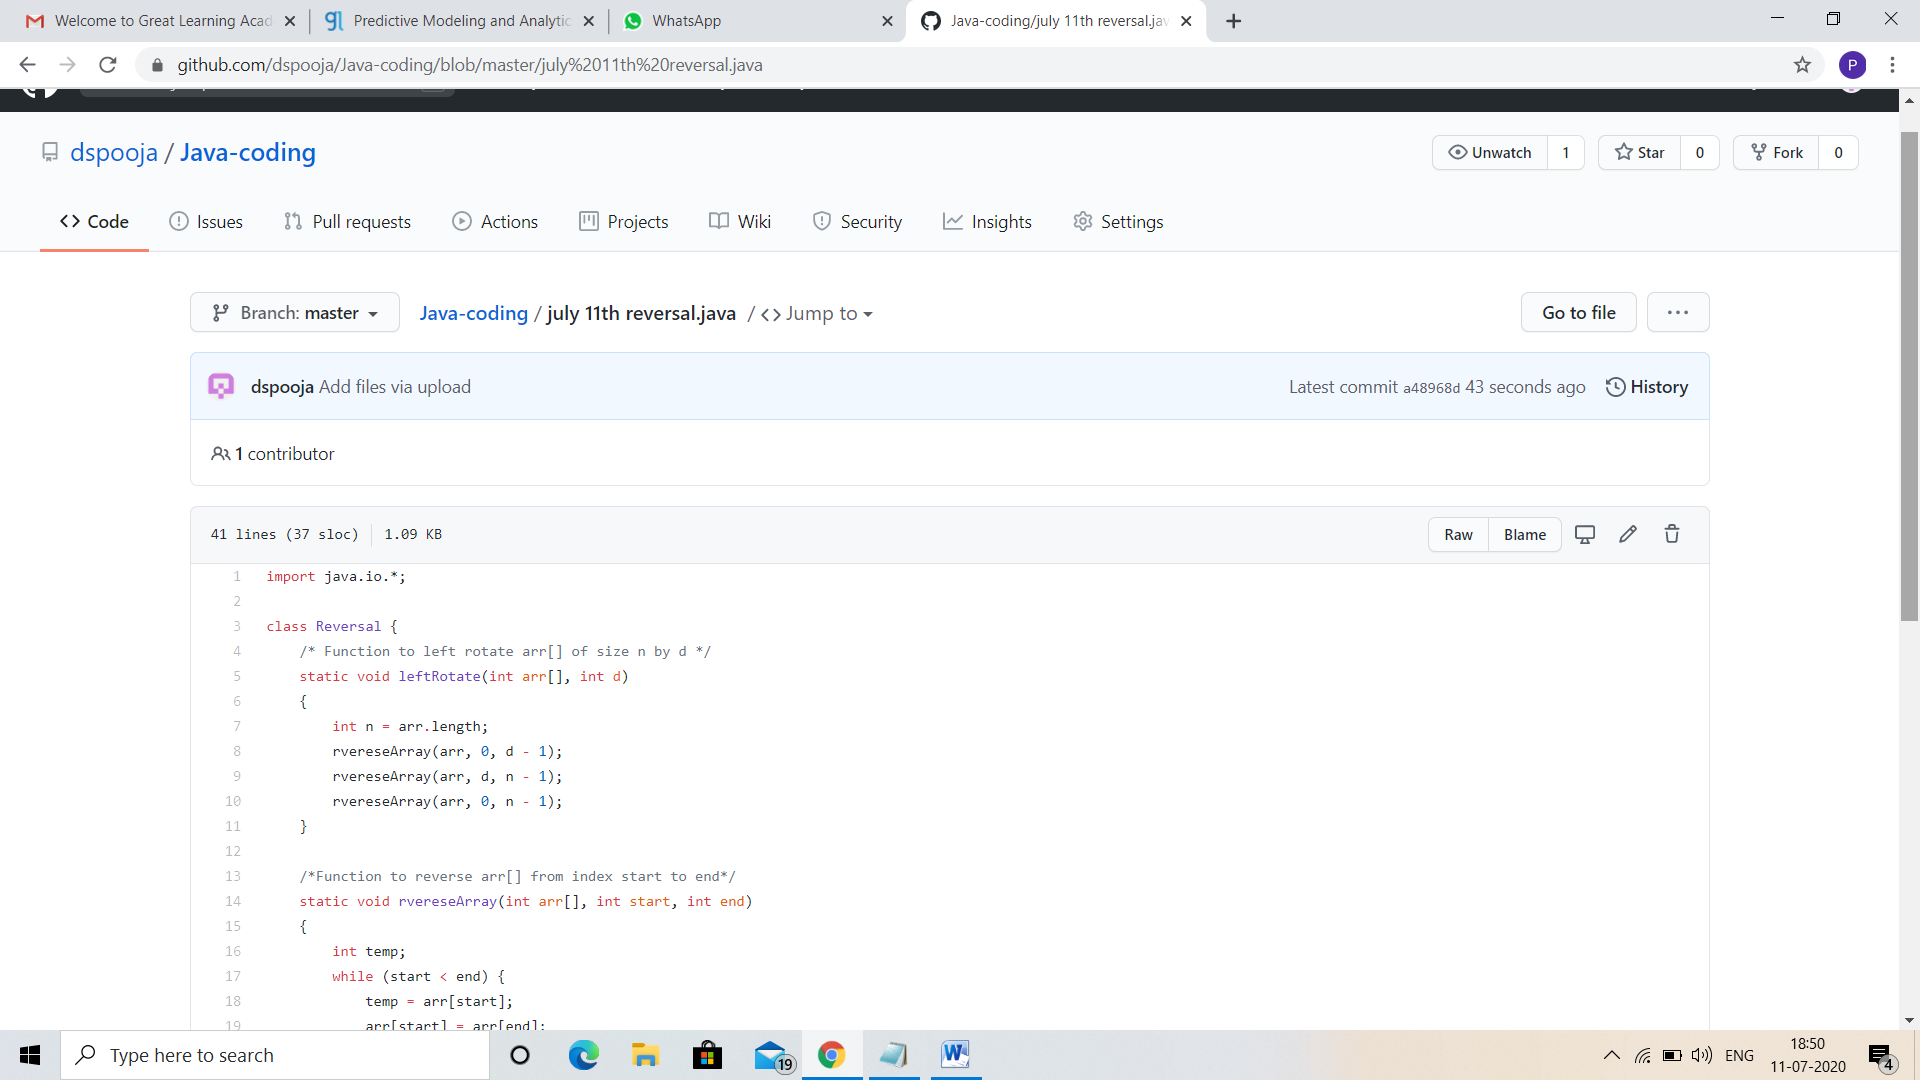 Welcome to Great Learning Acad
Predictive Modeling and Analytic
WhatsApp
Java-coding/july 11th reversal.jav
github.com/dspooja/Java-coding/blob/master/july%2011th%20reversal.java
P
dspooja / Java-coding
Unwatch 1
Star 0
Fork 0
Code
Issues
Pull requests
Actions
Projects
Wiki
Security
Insights
Settings
Branch: master
Java-coding / july 11th reversal.java / <> Jump to
Go to file
...
dspooja Add files via upload
Latest commit a48968d 43 seconds ago
History
1 contributor
41 lines (37 sloc) 1.09 KB
Raw
Blame
1 import java.io.*;
2
3 class Reversal {
4 /* Function to left rotate arr[] of size n by d */
5 static void leftRotate(int arr[], int d)
6 {
7 int n = arr.length;
8 rvereseArray(arr, 0, d - 1);
9 rvereseArray(arr, d, n - 1);
10 rvereseArray(arr, 0, n - 1);
11 }
12
13 /*Function to reverse arr[] from index start to end*/
14 static void rvereseArray(int arr[], int start, int end)
15 {
16 int temp;
17 while (start < end) {
18 temp = arr[start];
19 arr[start] = arr[end];
Type here to search
19
ENG
18:50
11-07-2020
4